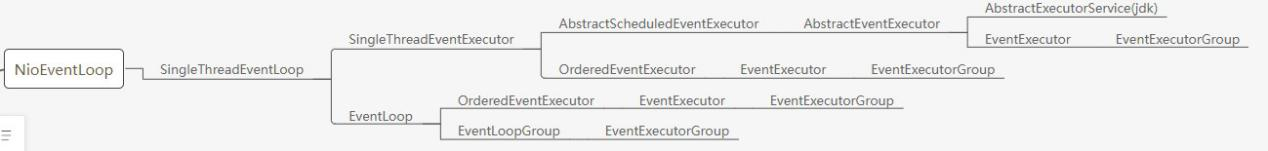 AbstractExecutorService(jdk)
AbstractScheduledEventExecutor AbstractEventExecutor
SingleThreadEventExecutor EventExecutor EventExecutorGroup
NioEventLoop SingleThreadEventLoop OrderedEventExecutor EventExecutor EventExecutorGroup
OrderedEventExecutor EventExecutor EventExecutorGroup
EventLoop
EventLoopGroup EventExecutorGroup